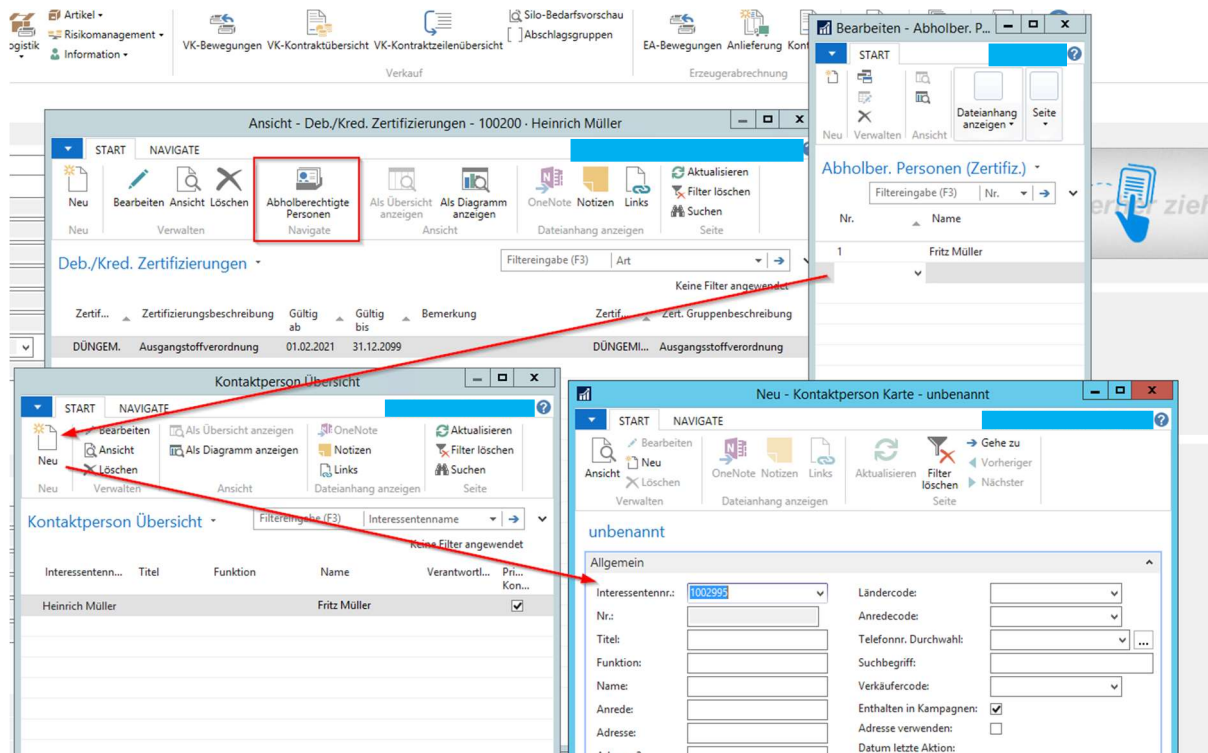 Artikel
Risikomanagement
Information
VK-Bewegungen VK-Kontraktübersicht VK-Kontraktzeilenübersicht
Silo-Bedarfsvorschau
Abschlagsgruppen
Verkauf
EA-Bewegungen Anlieferung
Erzeugerabrechnung
Bearbeiten - Abholber. P...
START
Neu
Verwalten
Ansicht
Dateianhang anzeigen
Seite
Abholber. Personen (Zertifiz.)
Filtereingabe (F3) Nr.
Nr. Name
1 Fritz Müller
Ansicht - Deb./Kred. Zertifizierungen - 100200 · Heinrich Müller
START NAVIGATE
Neu Bearbeiten Ansicht Löschen
Abholberechtigte Personen
Als Übersicht anzeigen
Als Diagramm anzeigen
OneNote Notizen Links
Aktualisieren
Filter löschen
Suchen
Neu Verwalten Navigate Ansicht Dateianhang anzeigen Seite
Deb./Kred. Zertifizierungen
Filtereingabe (F3) Art
Keine Filter angewendet
Zertif... Zertifizierungsbeschreibung Gültig ab Gültig bis Bemerkung Zertif... Zert. Gruppenbeschreibung
DÜNGEM. Ausgangstoffverordnung 01.02.2021 31.12.2099 DÜNGEMI... Ausgangsstoffverordnung
Kontaktperson Übersicht
START NAVIGATE
Neu
Bearbeiten
Ansicht
Löschen
Als Übersicht anzeigen
Als Diagramm anzeigen
OneNote
Notizen
Links
Aktualisieren
Filter löschen
Suchen
Neu Verwalten Ansicht Dateianhang anzeigen Seite
Kontaktperson Übersicht
Filtereingabe (F3) Interessentenname
Keine Filter angewendet
Interessentenn... Titel Funktion Name Verantwortl... Pri... Kon...
Heinrich Müller Fritz Müller
Neu - Kontaktperson Karte - unbenannt
START NAVIGATE
Ansicht
Bearbeiten
Neu
Löschen
OneNote Notizen Links
Aktualisieren
Filter löschen
Gehe zu
Vorheriger
Nächster
Verwalten Dateianhang anzeigen Seite
unbenannt
Allgemein
Interessentennr.: 1002995
Nr.:
Titel:
Funktion:
Name:
Anrede:
Adresse:
Ländercode:
Anredecode:
Telefonnr. Durchwahl:
Suchbegriff:
Verkäufercode:
Enthalten in Kampagnen:
Adresse verwenden:
Datum letzte Aktion: